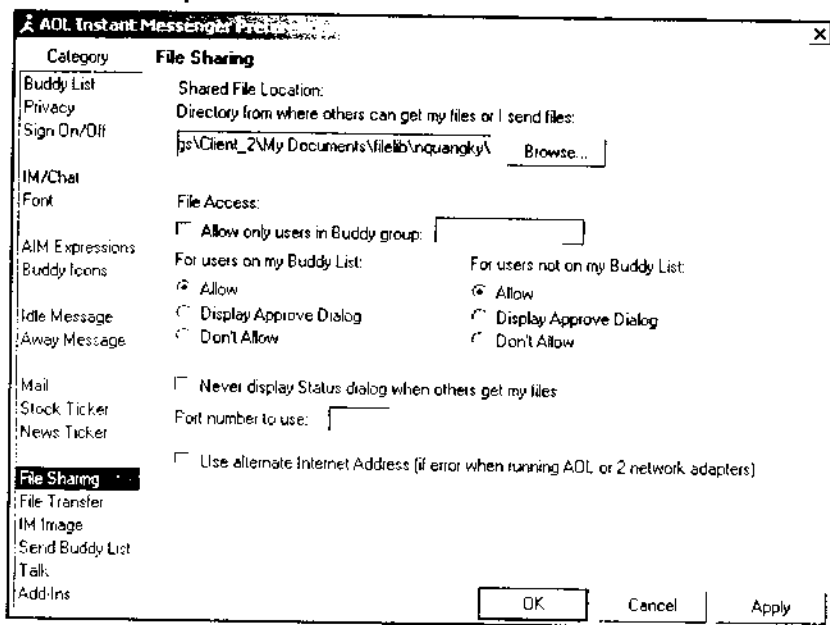 AOL Instant Messenger
Category
Buddy List
Privacy
Sign On/Off
IM/Chat
Font
AIM Expressions
Buddy Icons
Idle Message
Away Message
Mail
Stock Ticker
News Ticker
File Sharing
File Transfer
IM Image
Send Buddy List
Talk
Add-Ins
File Sharing
Shared File Location:
Directory from where others can get my files or I send files:
gs\Client_2\My Documents\filelib\nquangky\ Browse...
File Access:
Allow only users in Buddy group:
For users on my Buddy List:
Allow
Display Approve Dialog
Don't Allow
For users not on my Buddy List:
Allow
Display Approve Dialog
Don't Allow
Never display Status dialog when others get my files
Port number to use:
Use alternate Internet Address (if error when running AOL or 2 network adapters)
OK Cancel Apply